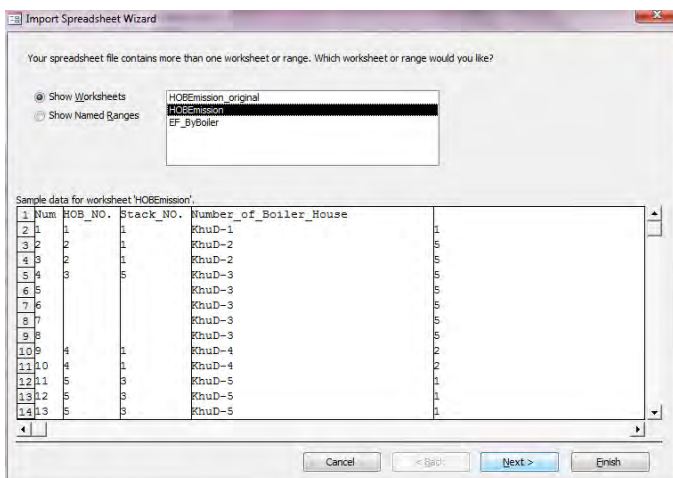 Import Spreadsheet Wizard
Your spreadsheet file contains more than one worksheet or range. Which worksheet or range would you like?
Show Worksheets
Show Named Ranges
HOBEmission_original
HOBEmission
EF_ByBoiler
Sample data for worksheet 'HOBEmission'.
1 Num HOB_NO. Stack_NO. Number_of_Boiler_House
2 1 1 1 KhuD-1 1
3 2 2 1 KhuD-2 5
4 3 2 1 KhuD-2 5
5 4 3 5 KhuD-3 5
6 5 KhuD-3 5
7 6 KhuD-3 5
8 7 KhuD-3 5
9 8 KhuD-3 5
10 9 4 1 KhuD-4 2
11 10 4 1 KhuD-4 2
12 11 5 3 KhuD-5 1
13 12 5 3 KhuD-5 1
14 13 5 3 KhuD-5 1
Cancel < Back Next > Finish